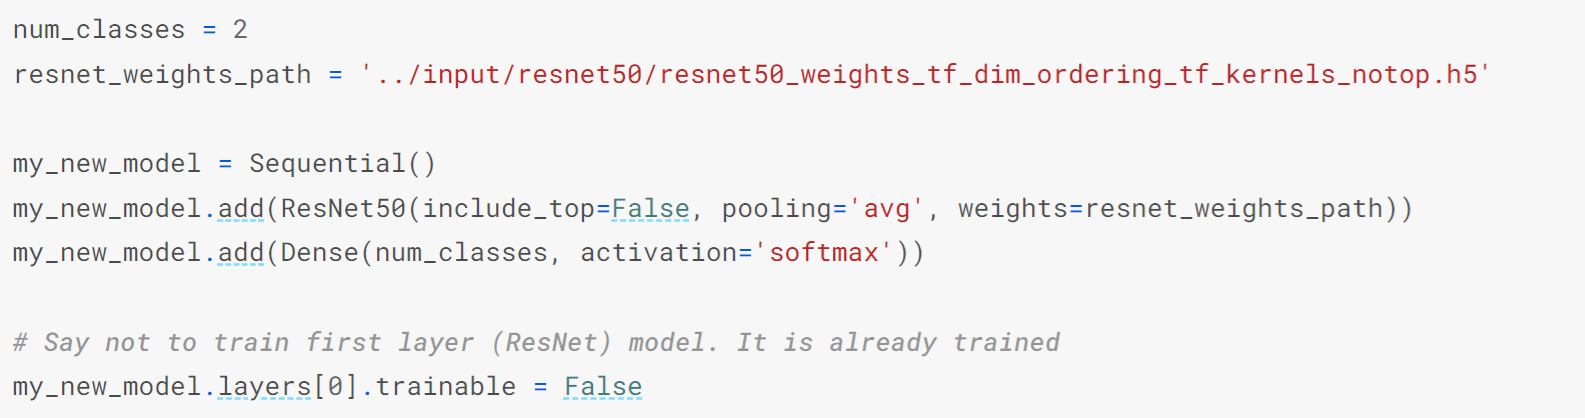 num_classes = 2
resnet_weights_path = '../input/resnet50/resnet50_weights_tf_dim_ordering_tf_kernels_notop.h5'
my_new_model = Sequential()
my_new_model.add(ResNet50(include_top=False, pooling='avg', weights=resnet_weights_path))
my_new_model.add(Dense(num_classes, activation='softmax'))
# Say not to train first layer (ResNet) model. It is already trained
my_new_model.layers[0].trainable = False